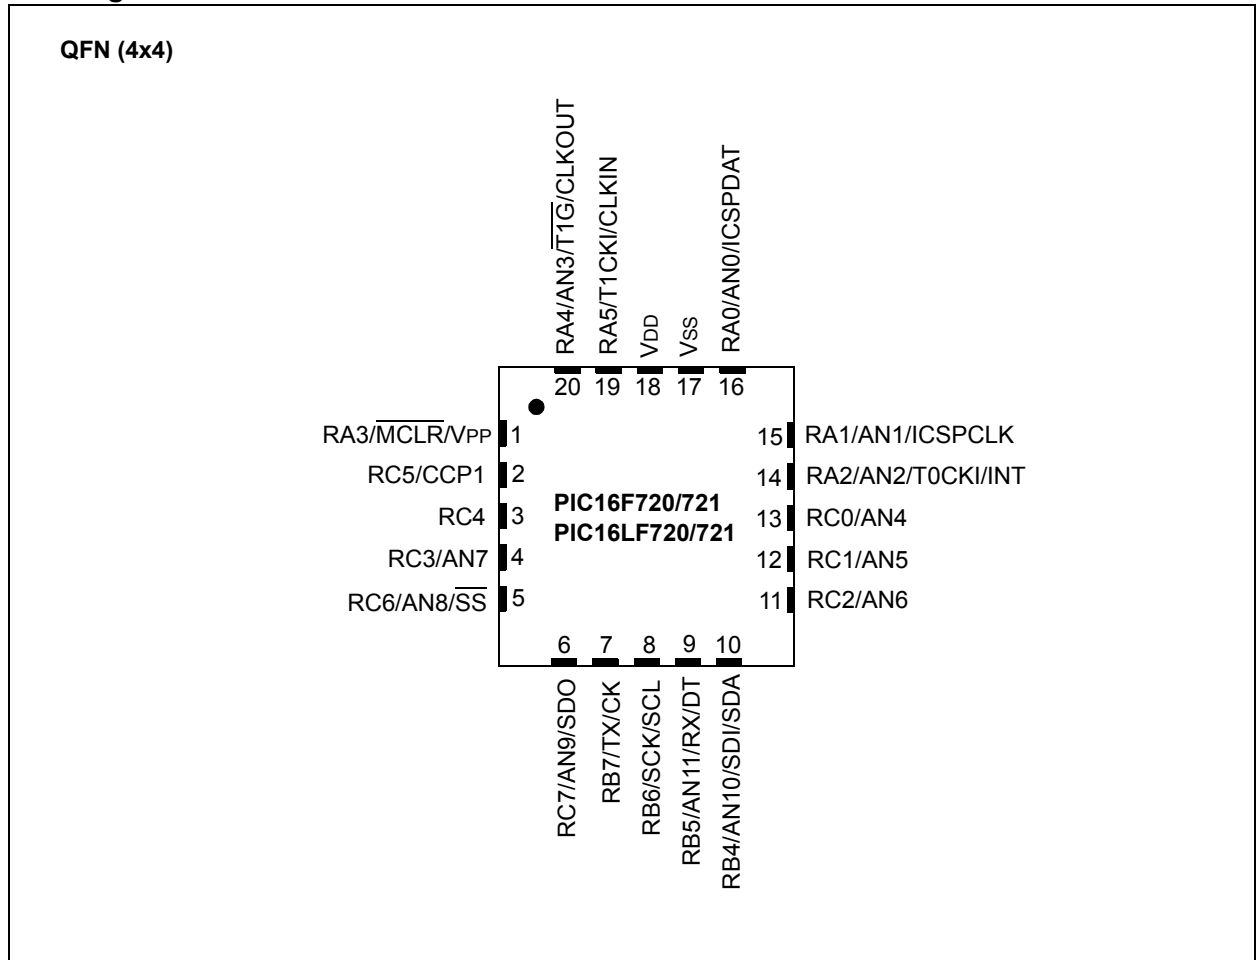 QFN (4x4)
RA4/AN3/T1G/CLKOUT
RA5/T1CKI/CLKIN
VDD
VSS
RA0/AN0/ICSPDAT
20 19 18 17 16
RA3/MCLR/VPP 1
RC5/CCP1 2
RC4 3
RC3/AN7 4
RC6/AN8/SS 5
PIC16F720/721
PIC16LF720/721
15 RA1/AN1/ICSPCLK
14 RA2/AN2/T0CKI/INT
13 RC0/AN4
12 RC1/AN5
11 RC2/AN6
6 7 8 9 10
RC7/AN9/SDO
RB7/TX/CK
RB6/SCK/SCL
RB5/AN11/RX/DT
RB4/AN10/SDI/SDA